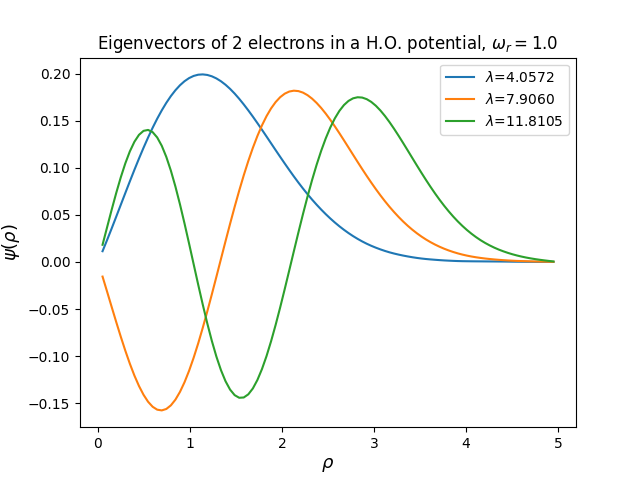 Eigenvectors of 2 electrons in a H.O. potential, ω_r = 1.0
λ=4.0572
λ=7.9060
λ=11.8105
ψ(ρ)
0.20
0.15
0.10
0.05
0.00
−0.05
−0.10
−0.15
0 1 2 3 4 5
ρ